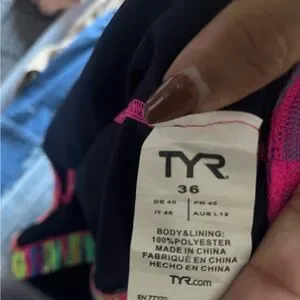 TYR
36
DE 40 FR 40
IT 46 AUS L12
BODY&LINING:
100%POLYESTER
MADE IN CHINA
FABRIQUÉ EN CHINE
HECHO EN CHINA
TYR.com